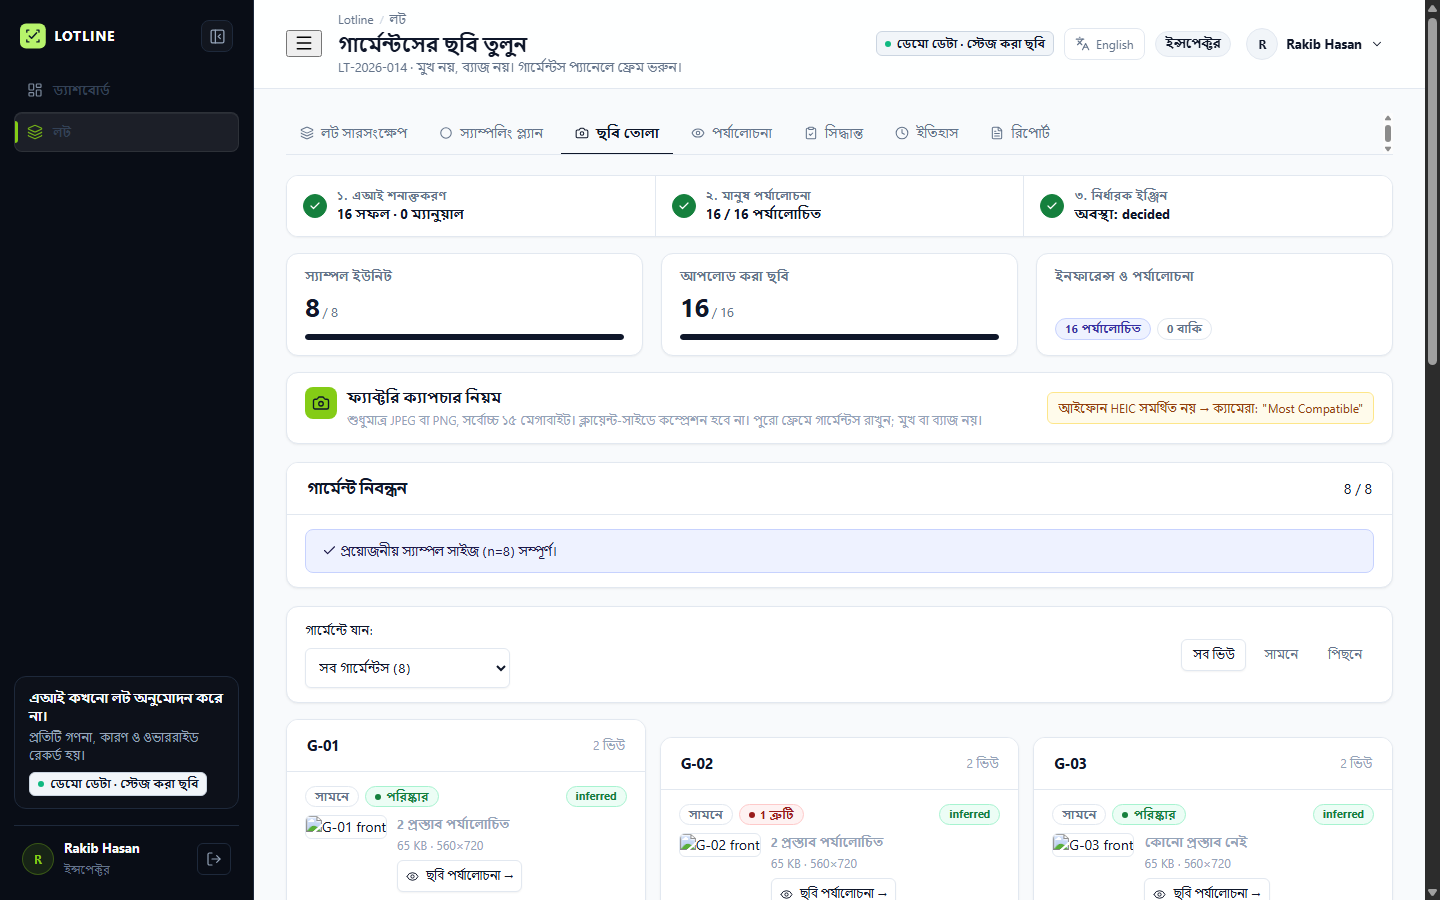 LOTLINE
ড্যাশবোর্ড
লট
এআই কখনো লট অনুমোদন করে
না।
প্রতিটি গণনা, কারণ ও ওভাররাইড
রেকর্ড হয়।
ডেমো ডেটা · স্টেজ করা ছবি
R
Rakib Hasan
ইন্সপেক্টর
Lotline / লট
গার্মেন্টসের ছবি তুলুন
LT-2026-014 · মুখ নয়, ব্যাজ নয়। গার্মেন্টস প্যানেলে ফ্রেম ভরুন।
ডেমো ডেটা · স্টেজ করা ছবি
English
ইন্সপেক্টর
R
Rakib Hasan
লট সারসংক্ষেপ
স্যাম্পলিং প্ল্যান
ছবি তোলা
পর্যালোচনা
সিদ্ধান্ত
ইতিহাস
রিপোর্ট
১. এআই শনাক্তকরণ
16 সফল · 0 ম্যানুয়াল
২. মানুষ পর্যালোচনা
16 / 16 পর্যালোচিত
৩. নির্ধারক ইঞ্জিন
অবস্থা: decided
স্যাম্পল ইউনিট
8 / 8
আপলোড করা ছবি
16 / 16
ইনফারেন্স ও পর্যালোচনা
16 পর্যালোচিত
0 বাকি
ফ্যাক্টরি ক্যাপচার নিয়ম
শুধুমাত্র JPEG বা PNG, সর্বোচ্চ ১৫ মেগাবাইট। ক্লায়েন্ট-সাইডে কম্প্রেশন হবে না। পুরো ফ্রেমে গার্মেন্টস রাখুন; মুখ বা ব্যাজ নয়।
আইফোন HEIC সমর্থিত নয় → ক্যামেরা: "Most Compatible"
গার্মেন্ট নিবন্ধন
8 / 8
✓ প্রয়োজনীয় স্যাম্পল সাইজ (n=8) সম্পূর্ণ।
গার্মেন্টে যান:
সব গার্মেন্টস (8)
সব ভিউ
সামনে
পিছনে
G-01
2 ভিউ
সামনে
পরিষ্কার
inferred
G-01 front
2 প্রস্তাব পর্যালোচিত
65 KB · 560×720
ছবি পর্যালোচনা →
G-02
2 ভিউ
সামনে
1 ত্রুটি
inferred
G-02 front
2 প্রস্তাব পর্যালোচিত
65 KB · 560×720
ছবি পর্যালোচনা →
G-03
2 ভিউ
সামনে
পরিষ্কার
inferred
G-03 front
কোনো প্রস্তাব নেই
65 KB · 560×720
ছবি পর্যালোচনা →